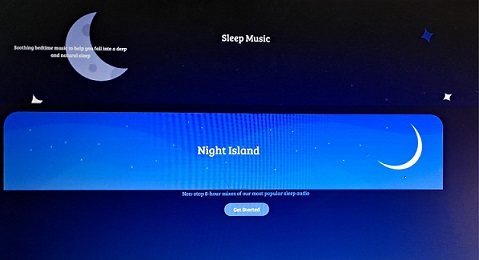 Sleep Music
Soothing bedtime music to help you fall into a deep
and natural sleep
Night Island
Non-stop 8-hour mixes of our most popular sleep audio
Get Started